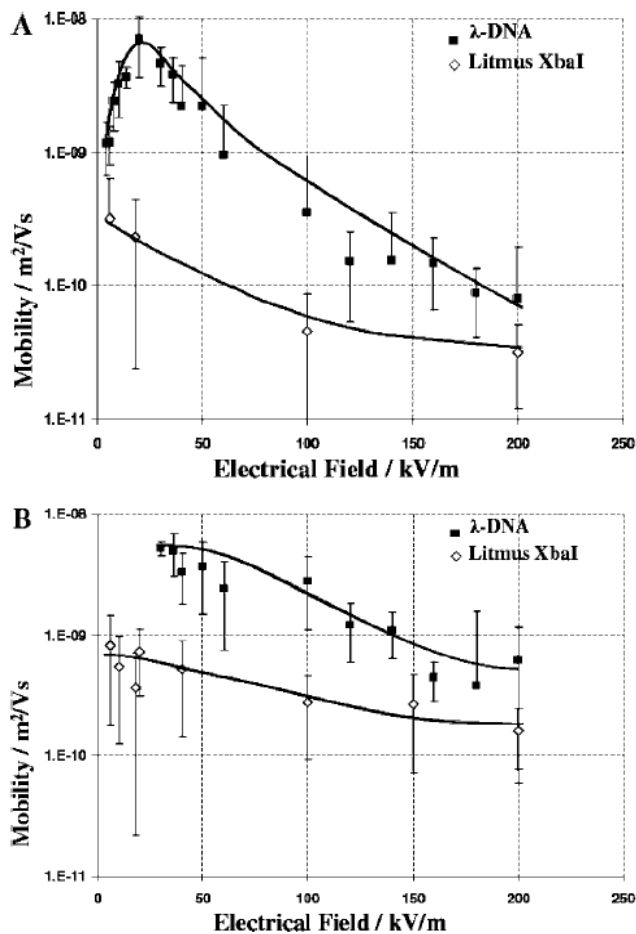 A
λ-DNA
Litmus XbaI
1.E-08
1.E-09
1.E-10
1.E-11
Mobility / m²/Vs
0 50 100 150 200 250
Electrical Field / kV/m
B
λ-DNA
Litmus XbaI
1.E-08
1.E-09
1.E-10
1.E-11
Mobility / m²/Vs
0 50 100 150 200 250
Electrical Field / kV/m